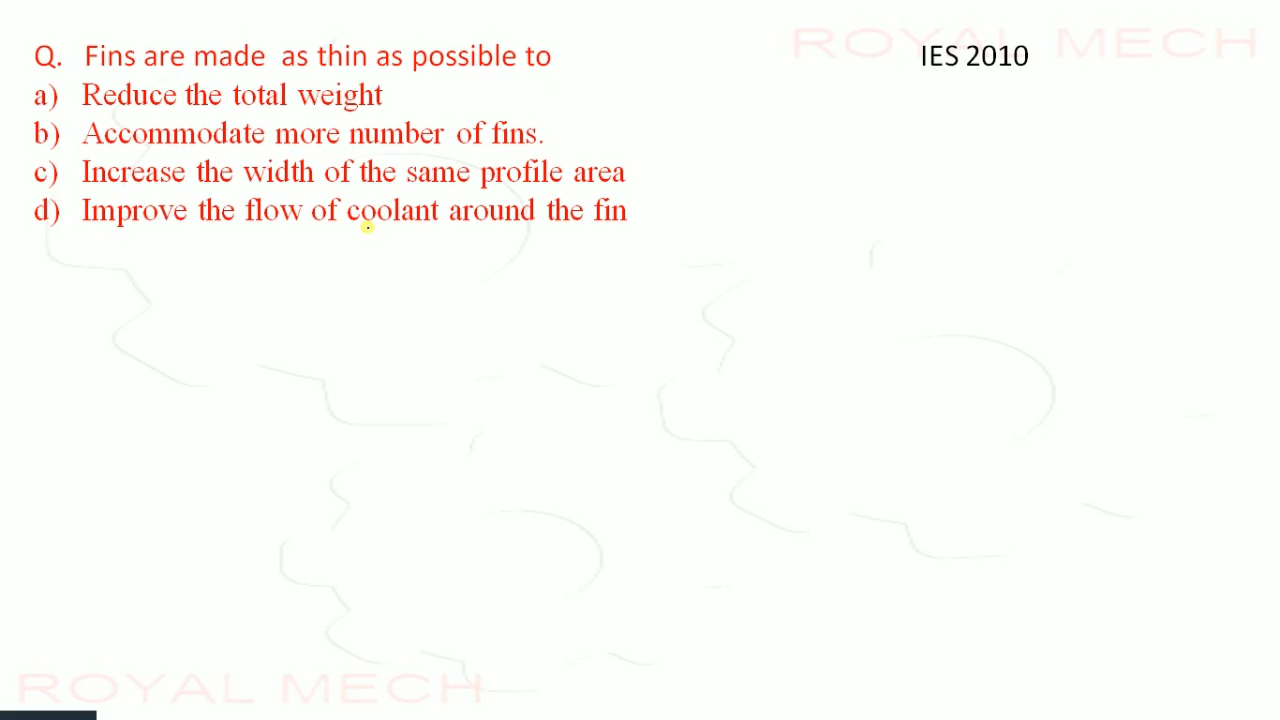 ROYAL MECH
Q. Fins are made as thin as possible to IES 2010
a) Reduce the total weight
b) Accommodate more number of fins.
c) Increase the width of the same profile area
d) Improve the flow of coolant around the fin
ROYAL MECH